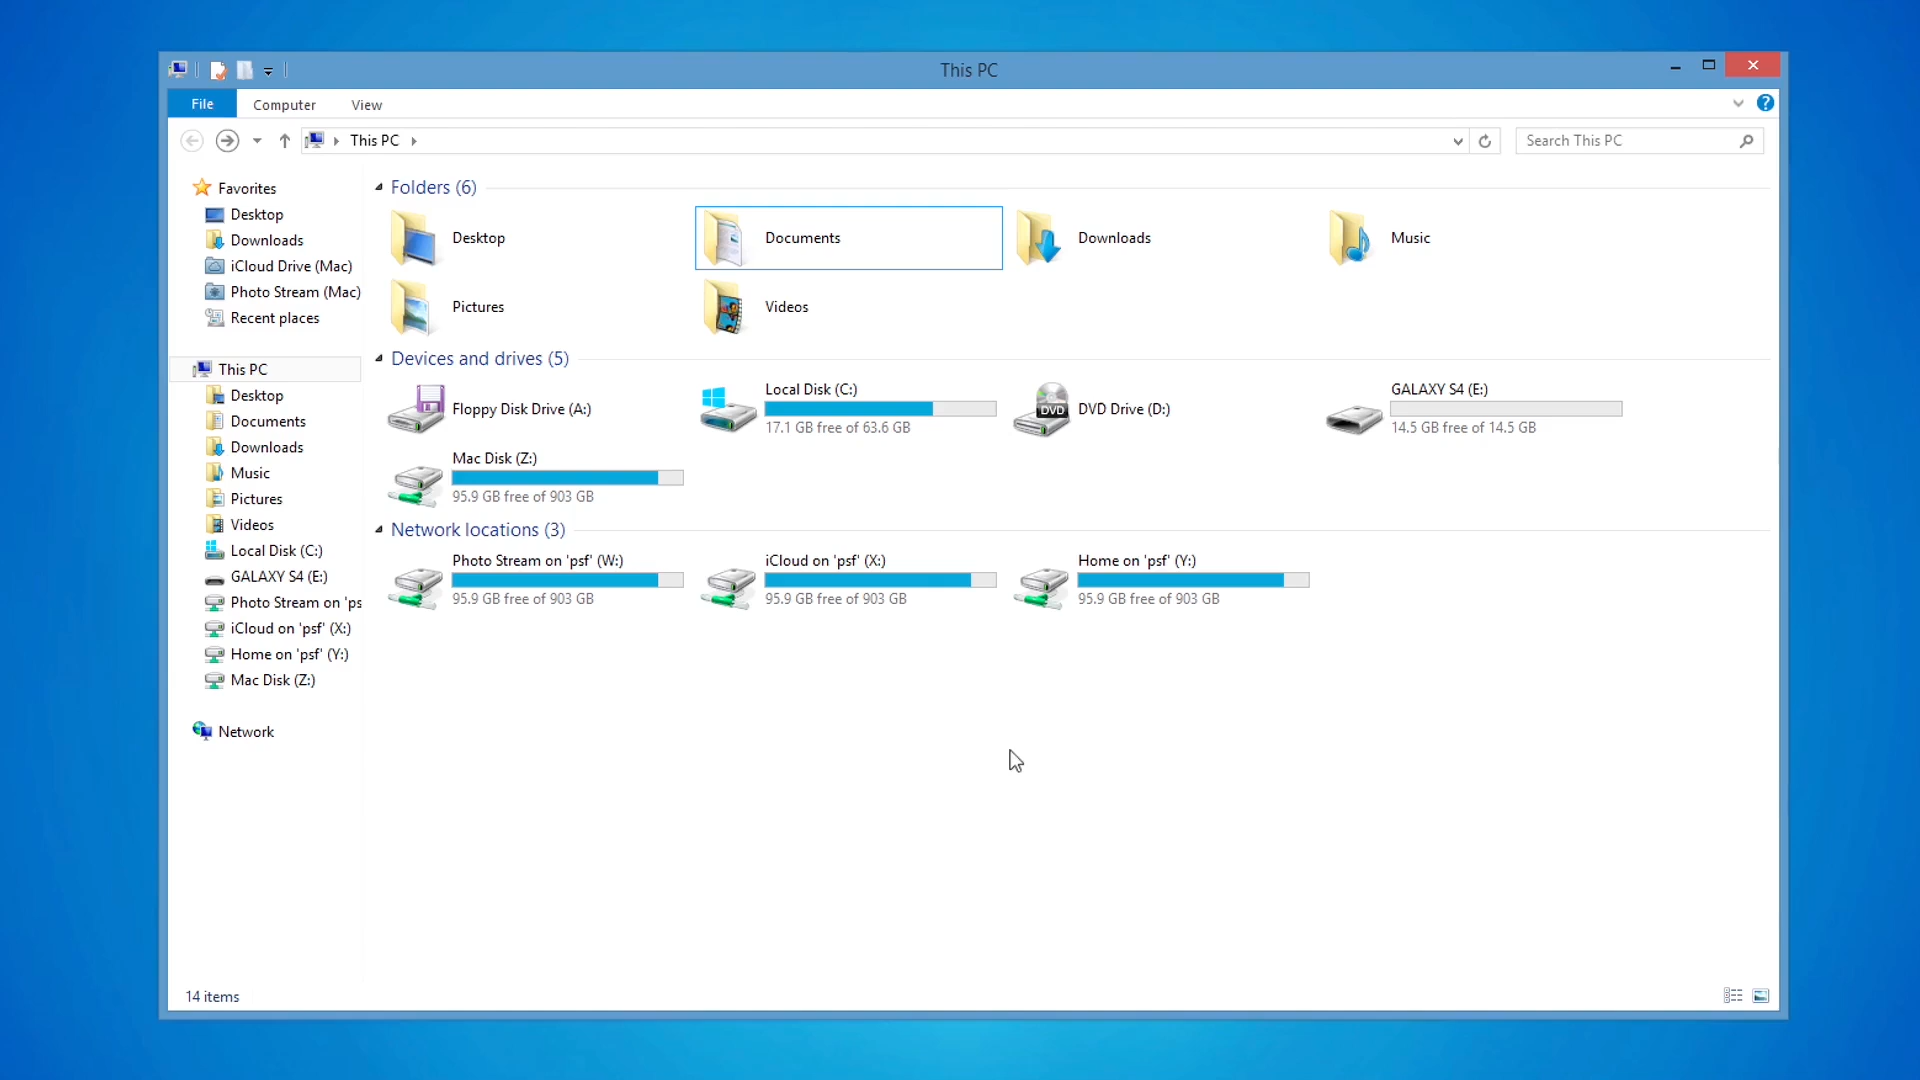 This PC
File Computer View
This PC
Search This PC
Favorites
Desktop
Downloads
iCloud Drive (Mac)
Photo Stream (Mac)
Recent places
This PC
Desktop
Documents
Downloads
Music
Pictures
Videos
Local Disk (C:)
GALAXY S4 (E:)
Photo Stream on 'ps
iCloud on 'psf' (X:)
Home on 'psf' (Y:)
Mac Disk (Z:)
Network
Folders (6)
Desktop
Documents
Downloads
Music
Pictures
Videos
Devices and drives (5)
Floppy Disk Drive (A:)
Local Disk (C:)
17.1 GB free of 63.6 GB
DVD
DVD Drive (D:)
GALAXY S4 (E:)
14.5 GB free of 14.5 GB
Mac Disk (Z:)
95.9 GB free of 903 GB
Network locations (3)
Photo Stream on 'psf' (W:)
95.9 GB free of 903 GB
iCloud on 'psf' (X:)
95.9 GB free of 903 GB
Home on 'psf' (Y:)
95.9 GB free of 903 GB
14 items